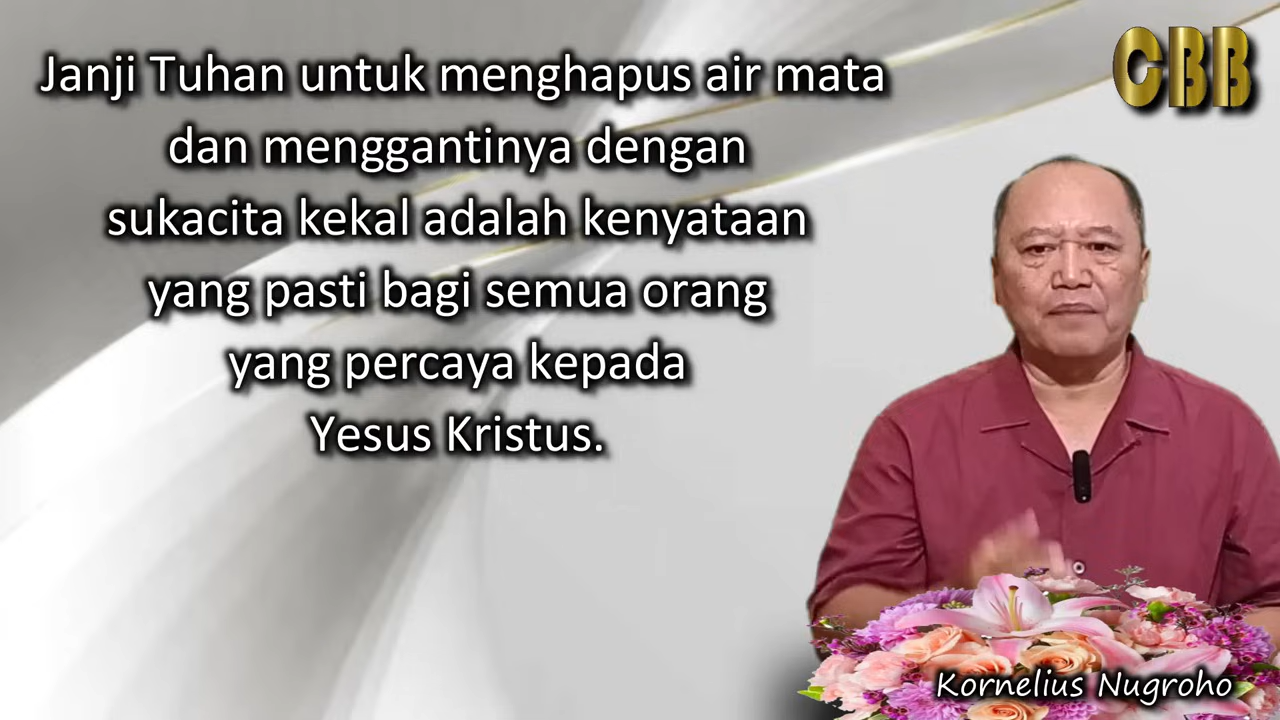 Janji Tuhan untuk menghapus air mata
dan menggantinya dengan
sukacita kekal adalah kenyataan
yang pasti bagi semua orang
yang percaya kepada
Yesus Kristus.
CBB
Kornelius Nugroho